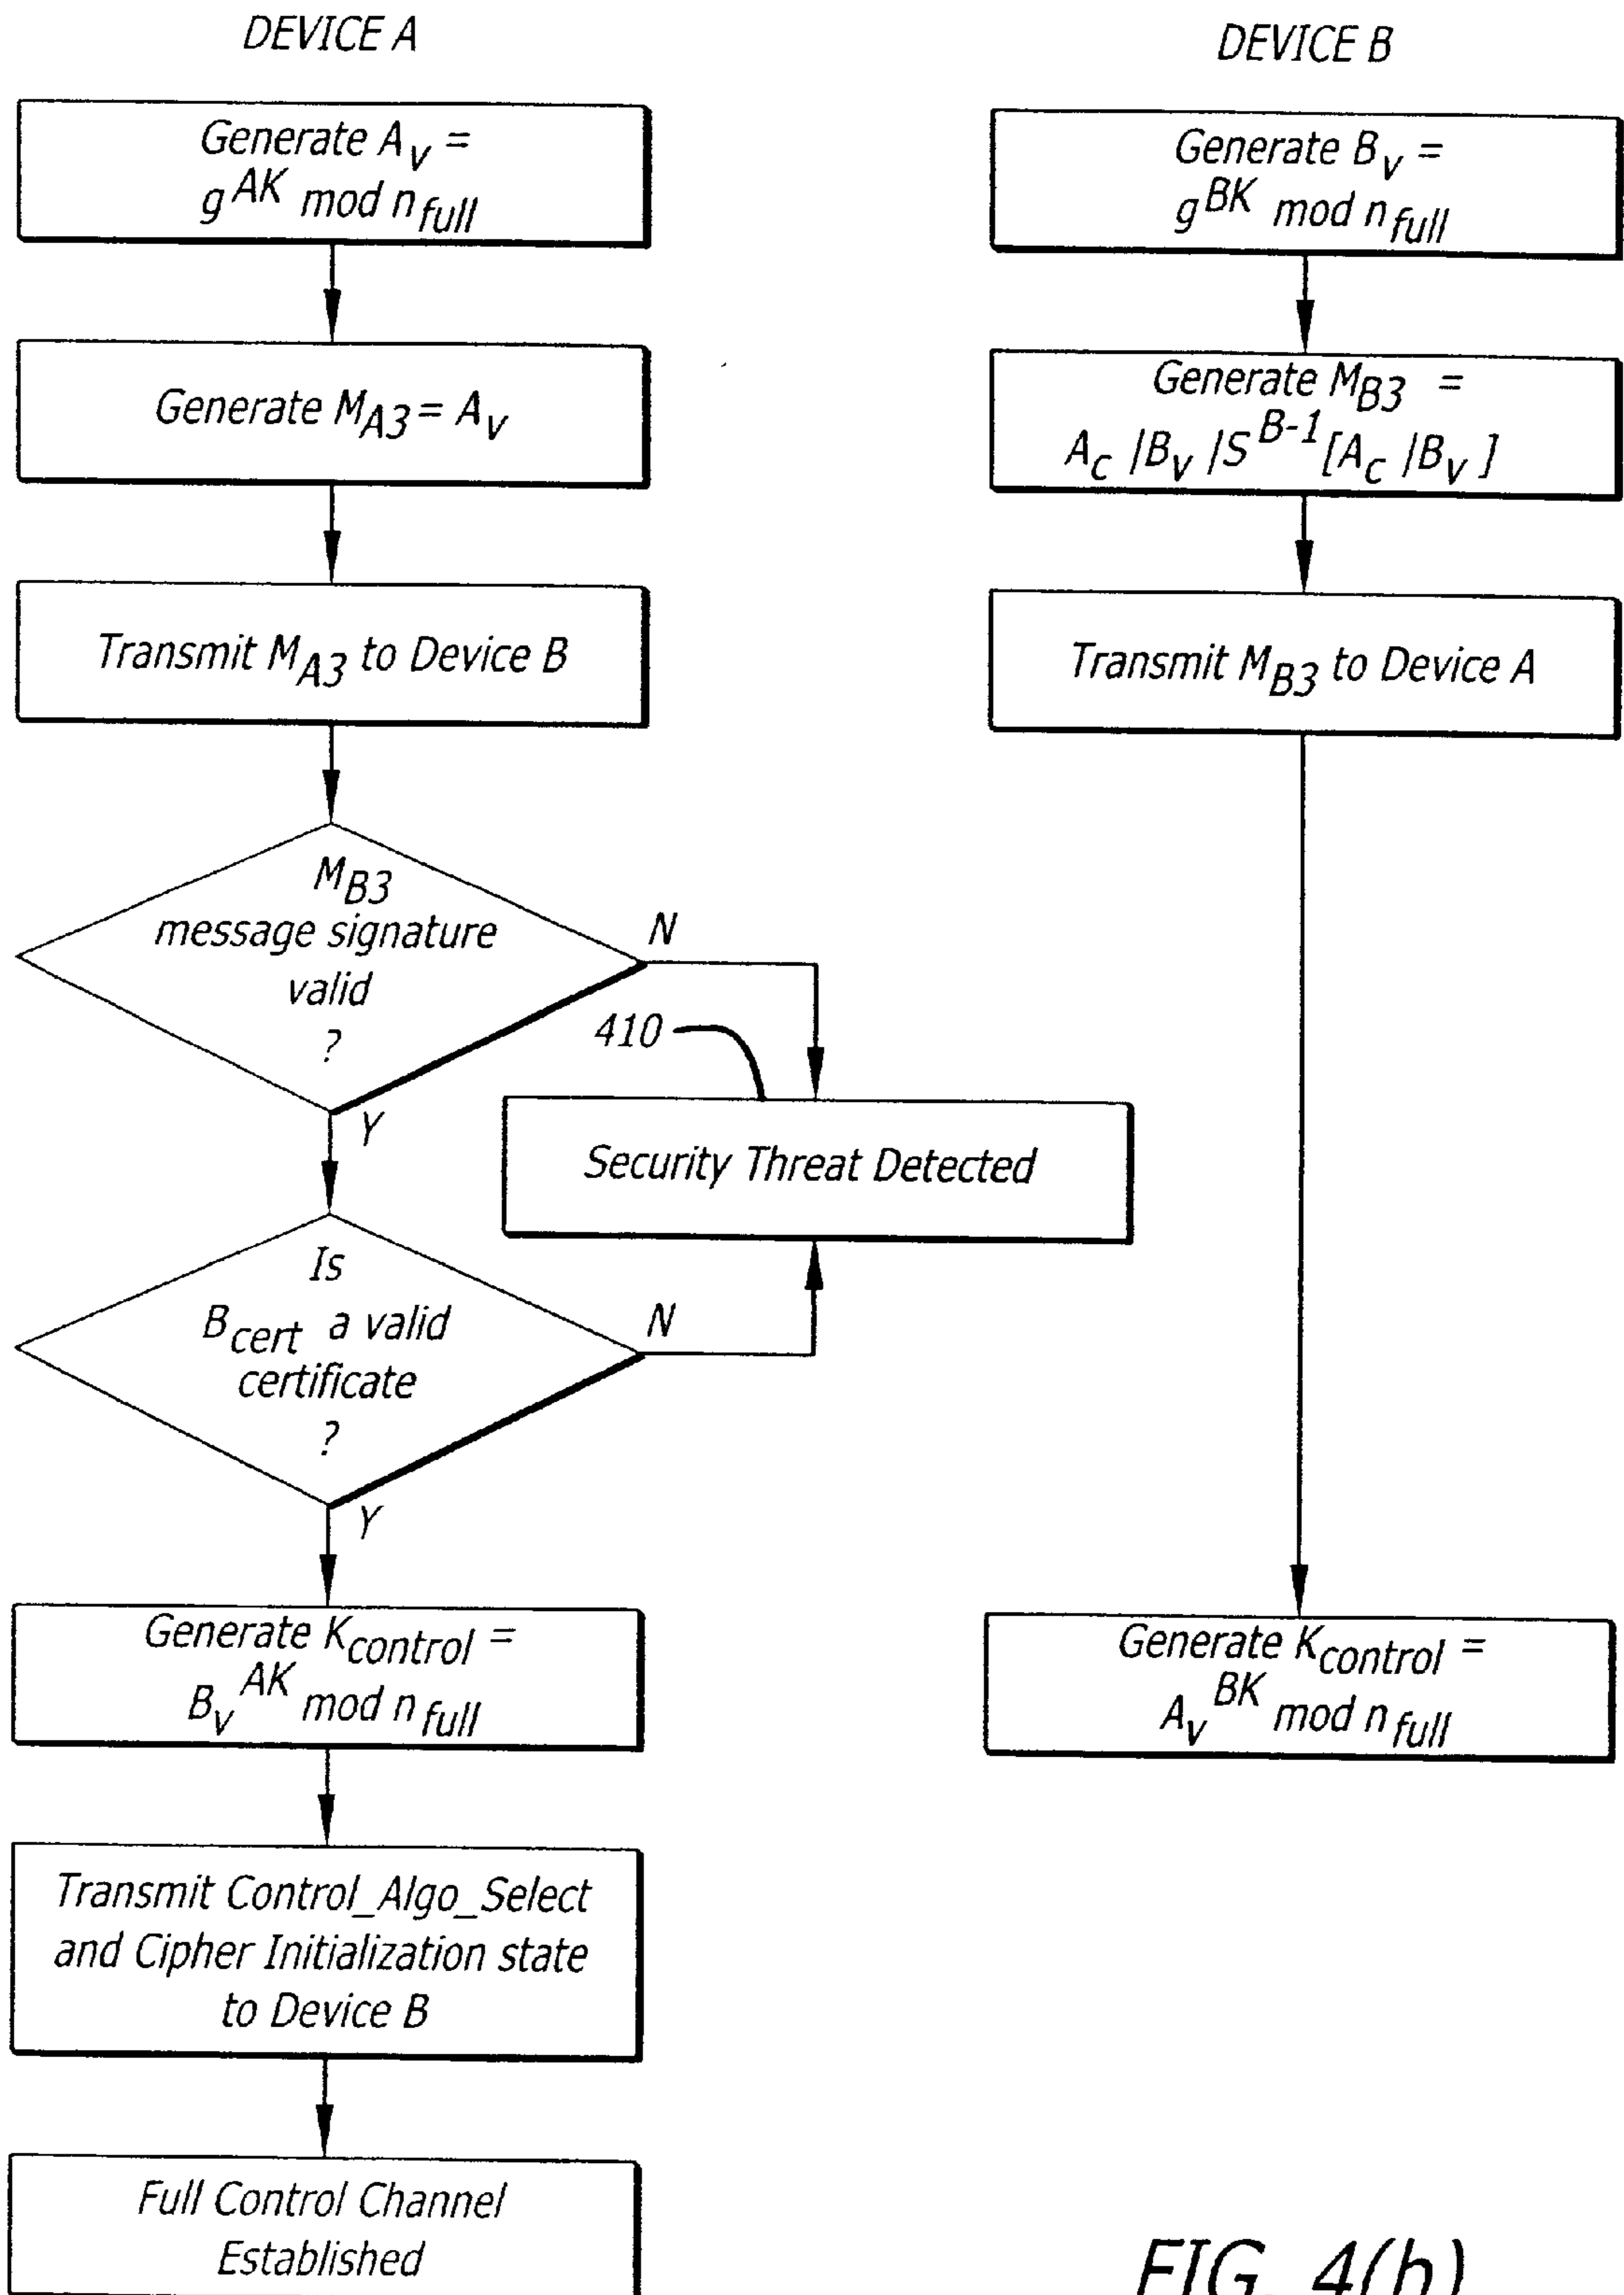 DEVICE A
Generate A_v =
g^AK mod n_full
Generate M_A3 = A_v
Transmit M_A3 to Device B
M_B3
message signature
valid
?
N
Y
410
Security Threat Detected
Is
B_cert a valid
certificate
?
N
Y
Generate K_control =
B_v^AK mod n_full
Transmit Control_Algo_Select
and Cipher Initialization state
to Device B
Full Control Channel
Established
DEVICE B
Generate B_v =
g^BK mod n_full
Generate M_B3 =
A_c |B_v |S^B-1 [A_c |B_v ]
Transmit M_B3 to Device A
Generate K_control =
A_v^BK mod n_full
FIG. 4(b)